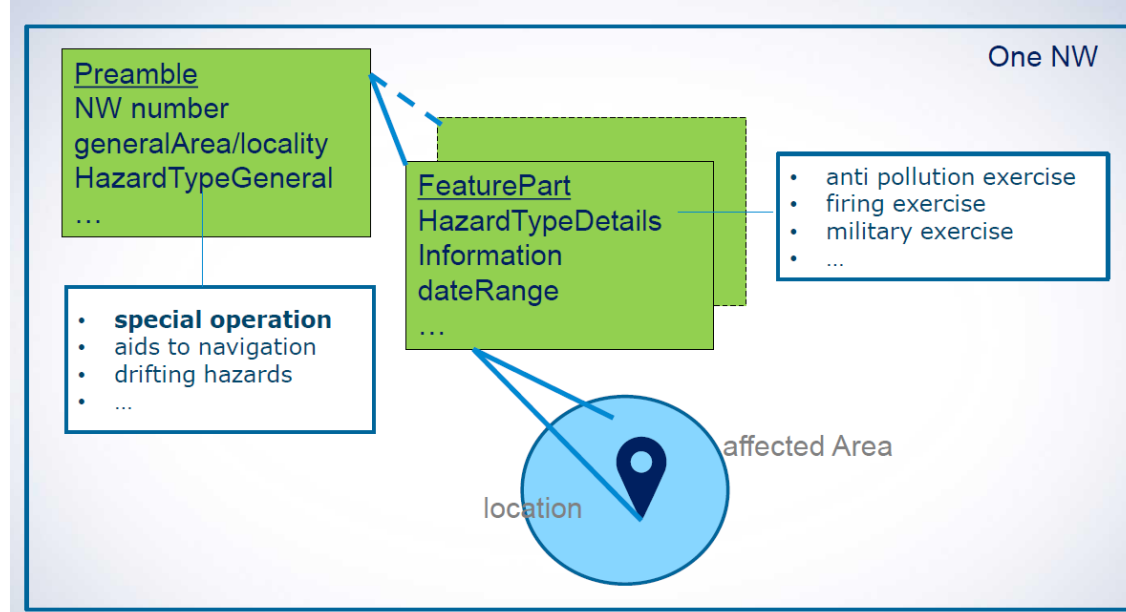 One NW
Preamble
NW number
generalArea/locality
HazardTypeGeneral
…
FeaturePart
HazardTypeDetails
Information
dateRange
…
• anti pollution exercise
• firing exercise
• military exercise
• …
• special operation
• aids to navigation
• drifting hazards
• …
affected Area
location